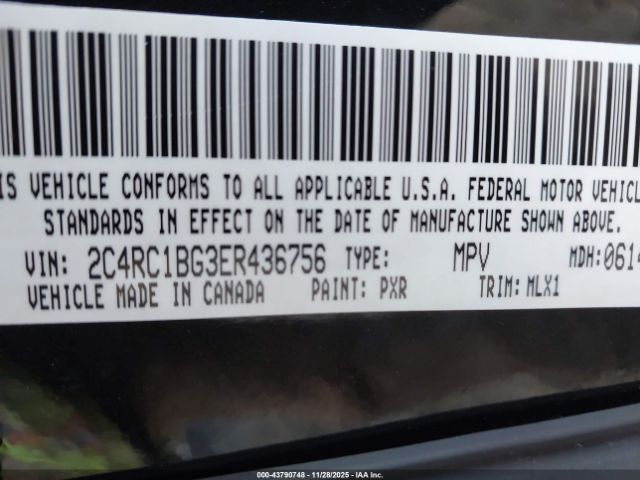 IS VEHICLE CONFORMS TO ALL APPLICABLE U.S.A. FEDERAL MOTOR VEHICL
STANDARDS IN EFFECT ON THE DATE OF MANUFACTURE SHOWN ABOVE.
VIN: 2C4RC1BG3ER436756 TYPE: MPV MDH:0614
VEHICLE MADE IN CANADA PAINT: PXR TRIM: MLX1
000-43790748 | 11/28/2025 | IAA Inc.